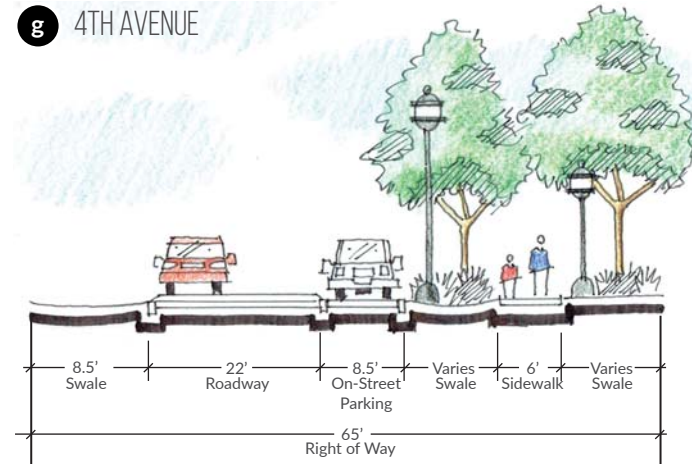 g 4TH AVENUE
8.5’ 22’ 8.5’ Varies 6’ Varies
Swale Roadway On-Street Swale Sidewalk Swale
Parking
65’
Right of Way